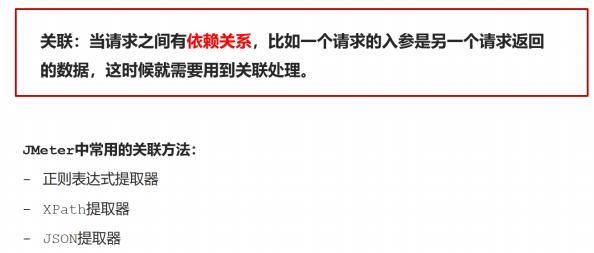 关联：当请求之间有依赖关系，比如一个请求的入参是另一个请求返回
的数据，这时候就需要用到关联处理。
JMeter中常用的关联方法：
- 正则表达式提取器
- XPath提取器
- JSON提取器